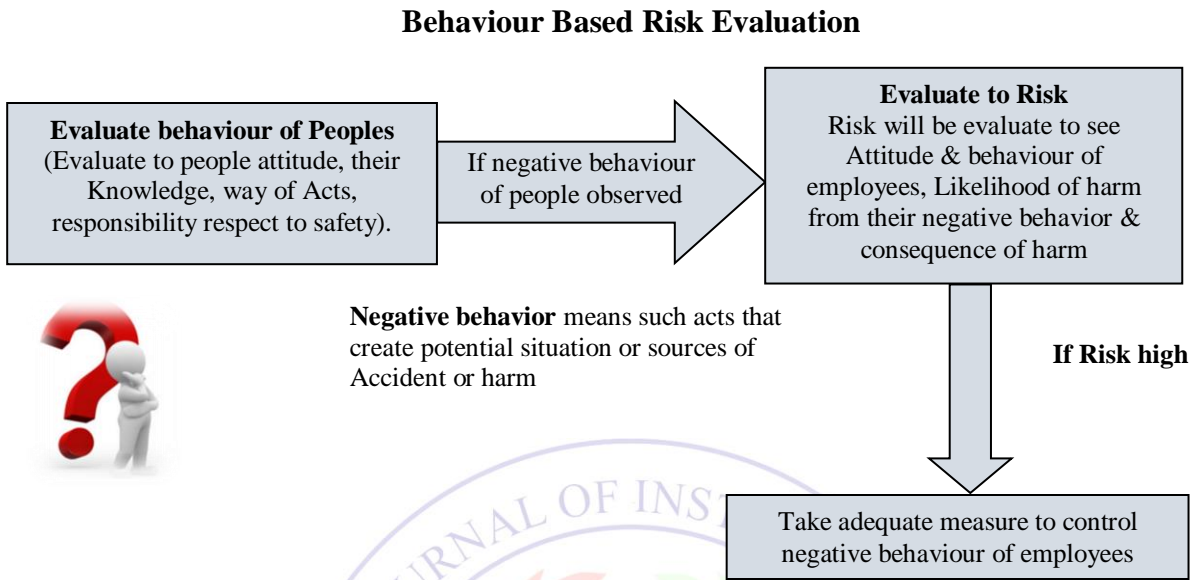 Behaviour Based Risk Evaluation
Evaluate behaviour of Peoples
(Evaluate to people attitude, their
Knowledge, way of Acts,
responsibility respect to safety).
If negative behaviour
of people observed
Evaluate to Risk
Risk will be evaluate to see
Attitude & behaviour of
employees, Likelihood of harm
from their negative behavior &
consequence of harm
Negative behavior means such acts that
create potential situation or sources of
Accident or harm
If Risk high
Take adequate measure to control
negative behaviour of employees
JOURNAL OF